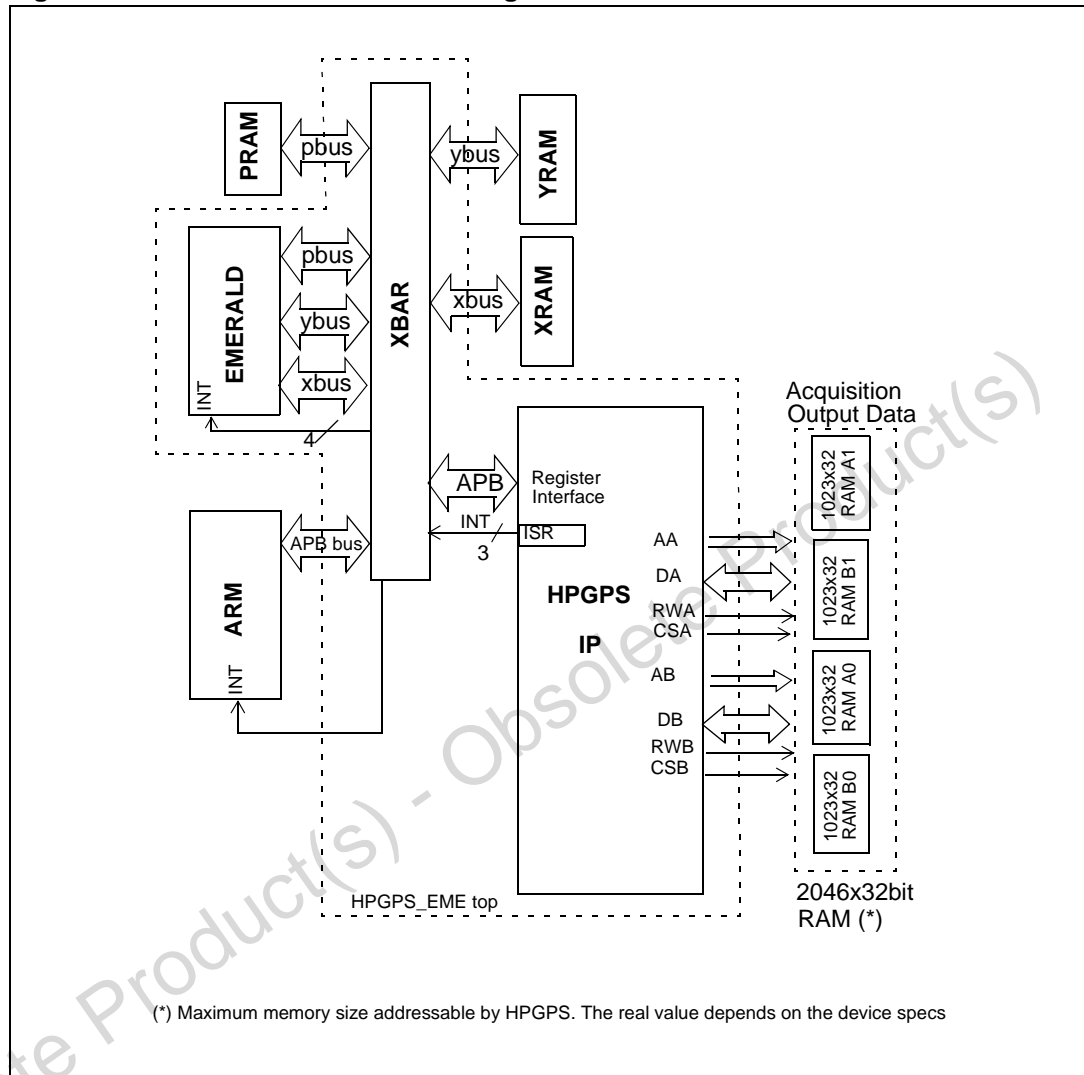 PRAM
pbus
ybus
YRAM
EMERALD
INT
pbus
ybus
xbus
4
XBAR
xbus
XRAM
ARM
INT
APB bus
APB
INT
3
Register
Interface
ISR
HPGPS
IP
AA
DA
RWA
CSA
AB
DB
RWB
CSB
Acquisition
Output Data
1023x32
RAM A1
1023x32
RAM B1
1023x32
RAM A0
1023x32
RAM B0
2046x32bit
RAM (*)
HPGPS_EME top
(*) Maximum memory size addressable by HPGPS. The real value depends on the device specs
Product(s) - Obsolete Product(s)